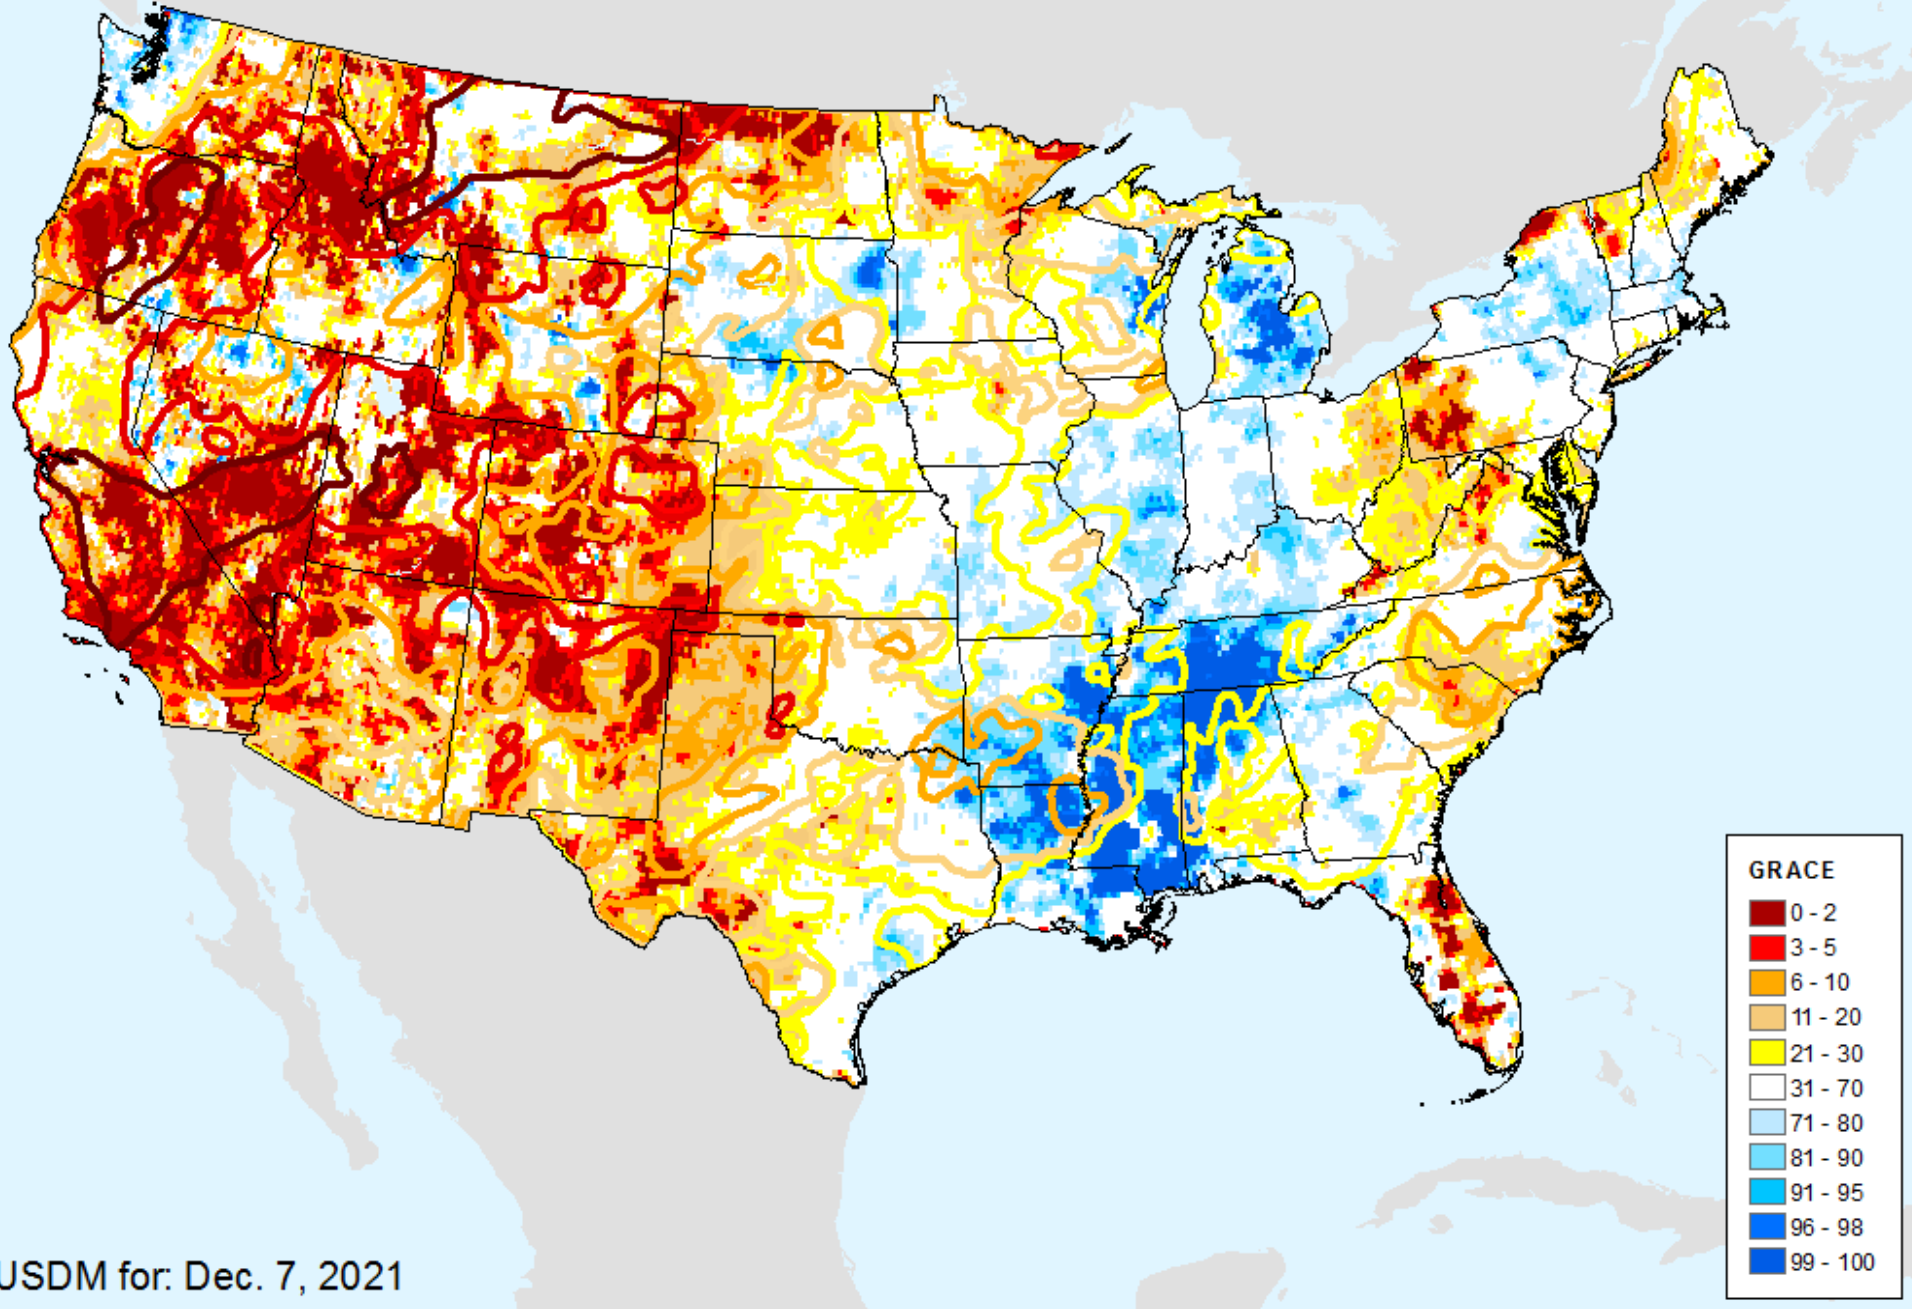 GRACE
0 - 2
3 - 5
6 - 10
11 - 20
21 - 30
31 - 70
71 - 80
81 - 90
91 - 95
96 - 98
99 - 100
USDM for: Dec. 7, 2021